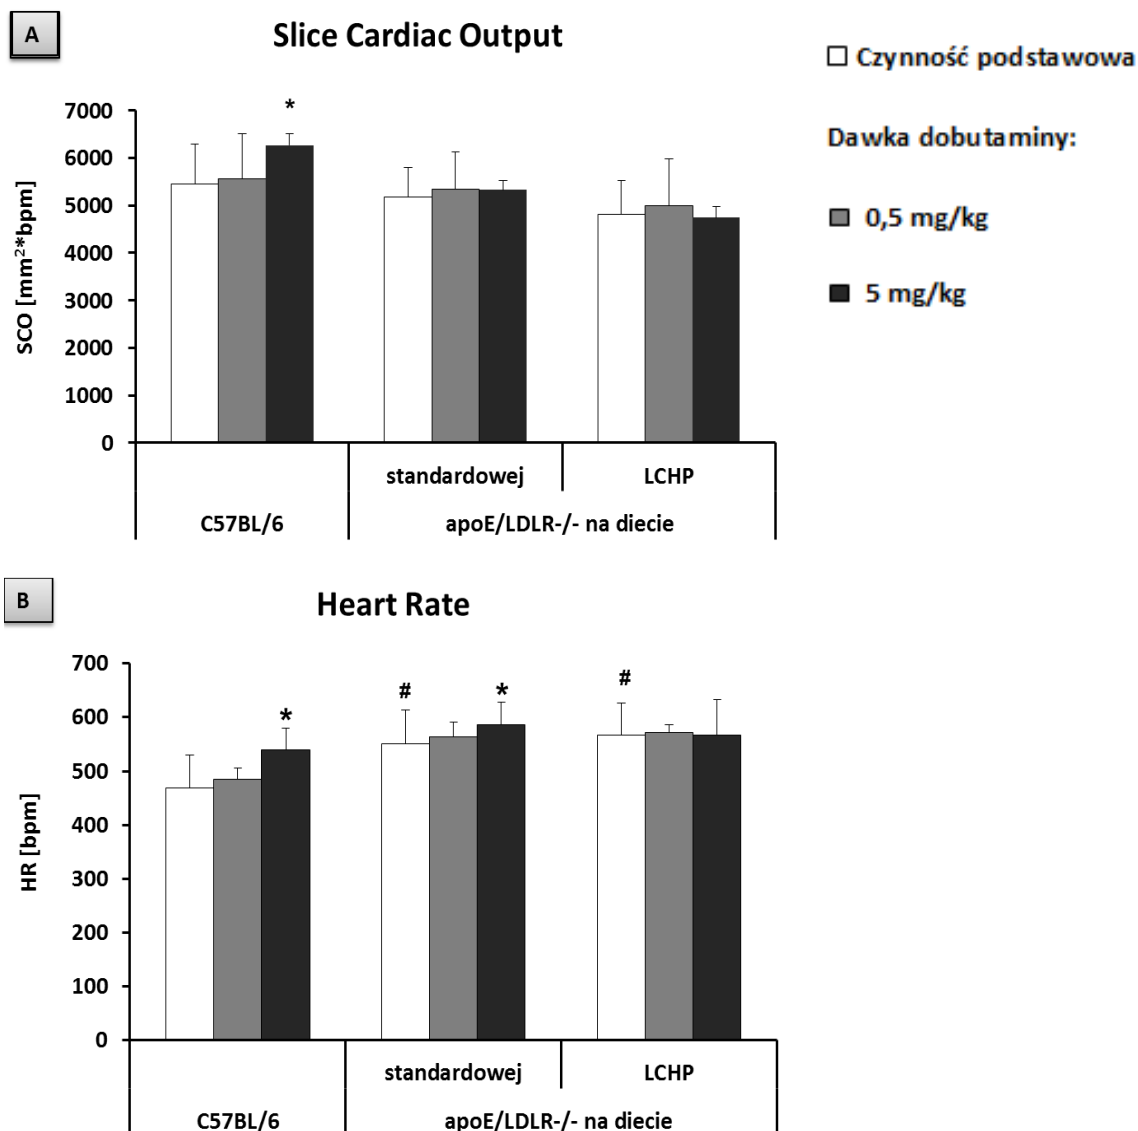 A
Slice Cardiac Output
Czynność podstawowa
Dawka dobutaminy:
0,5 mg/kg
5 mg/kg
*
7000
6000
5000
4000
3000
2000
1000
0
SCO [mm²*bpm]
standardowej LCHP
C57BL/6 apoE/LDLR-/- na diecie
B
Heart Rate
# * #
*
700
600
500
400
300
200
100
0
HR [bpm]
standardowej LCHP
C57BL/6 apoE/LDLR-/- na diecie